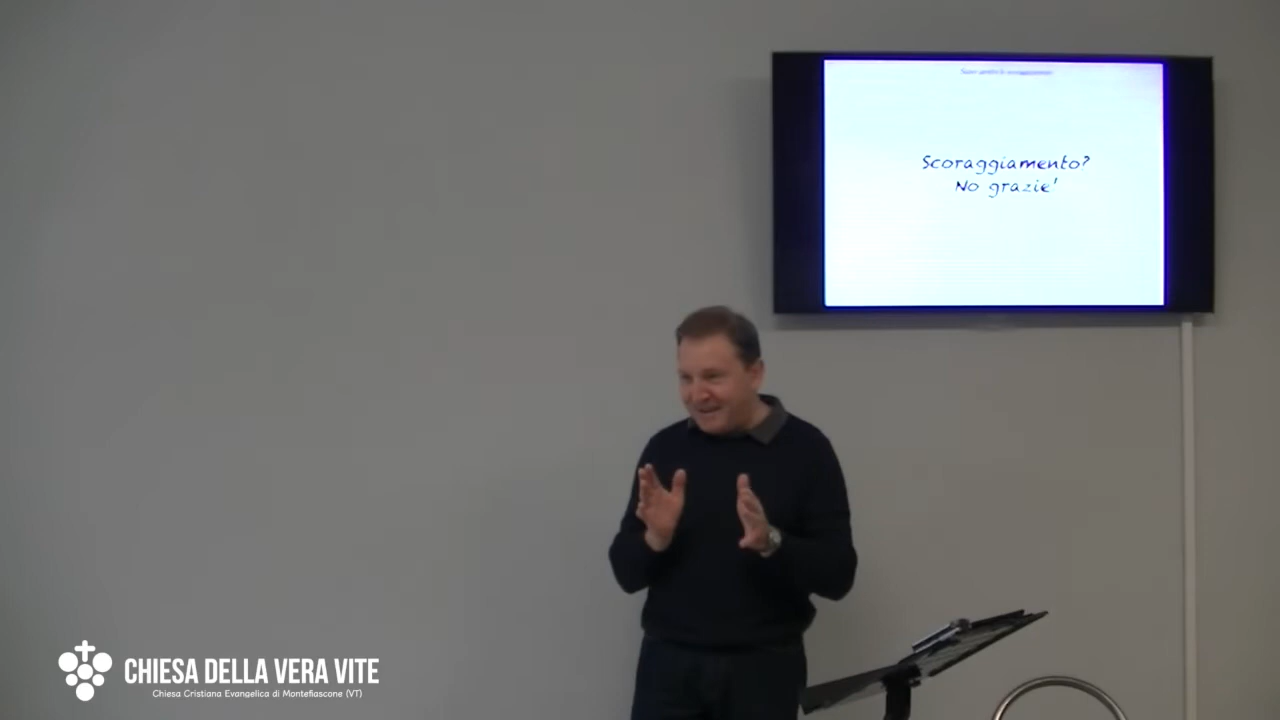 Scoraggiamento?
No grazie!
CHIESA DELLA VERA VITE
Chiesa Cristiana Evangelica di Montefiascone (VT)